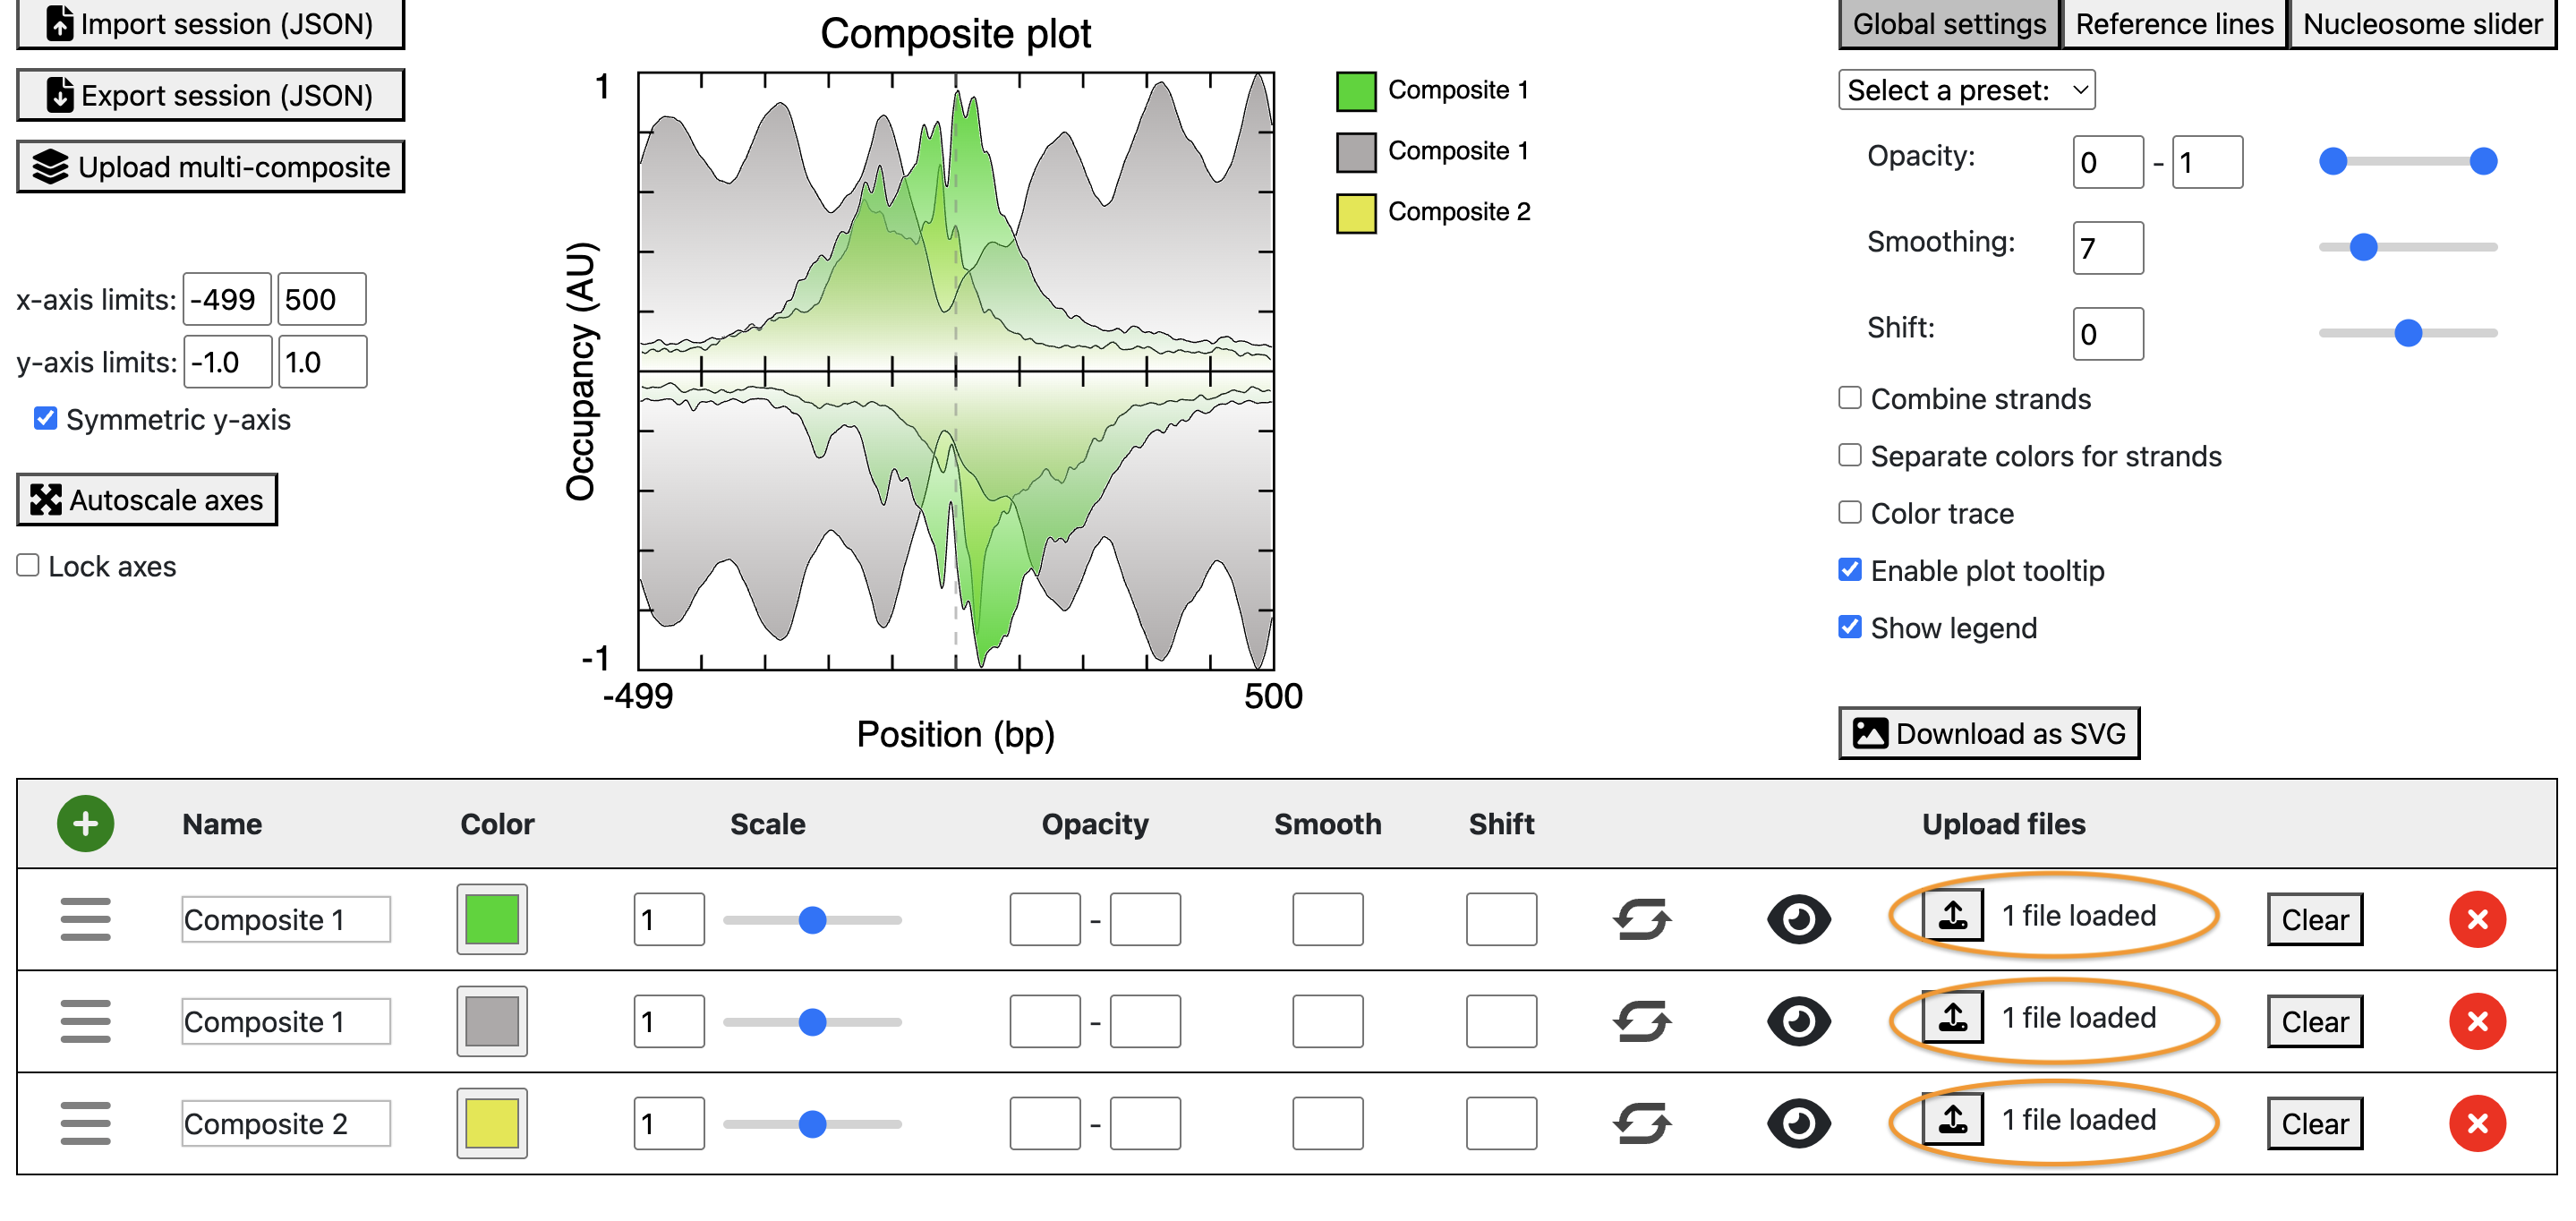 Import session (JSON)
Export session (JSON)
Upload multi-composite
x-axis limits: -499 500
y-axis limits: -1.0 1.0
Symmetric y-axis
Autoscale axes
Lock axes
Composite plot
1
Occupancy (AU)
-1
-499 500
Position (bp)
Composite 1
Composite 1
Composite 2
Global settings Reference lines Nucleosome slider
Select a preset:
Opacity: 0 - 1
Smoothing: 7
Shift: 0
Combine strands
Separate colors for strands
Color trace
Enable plot tooltip
Show legend
Download as SVG
Name Color Scale Opacity Smooth Shift Upload files
Composite 1 1 - 1 file loaded Clear
Composite 1 1 - 1 file loaded Clear
Composite 2 1 - 1 file loaded Clear